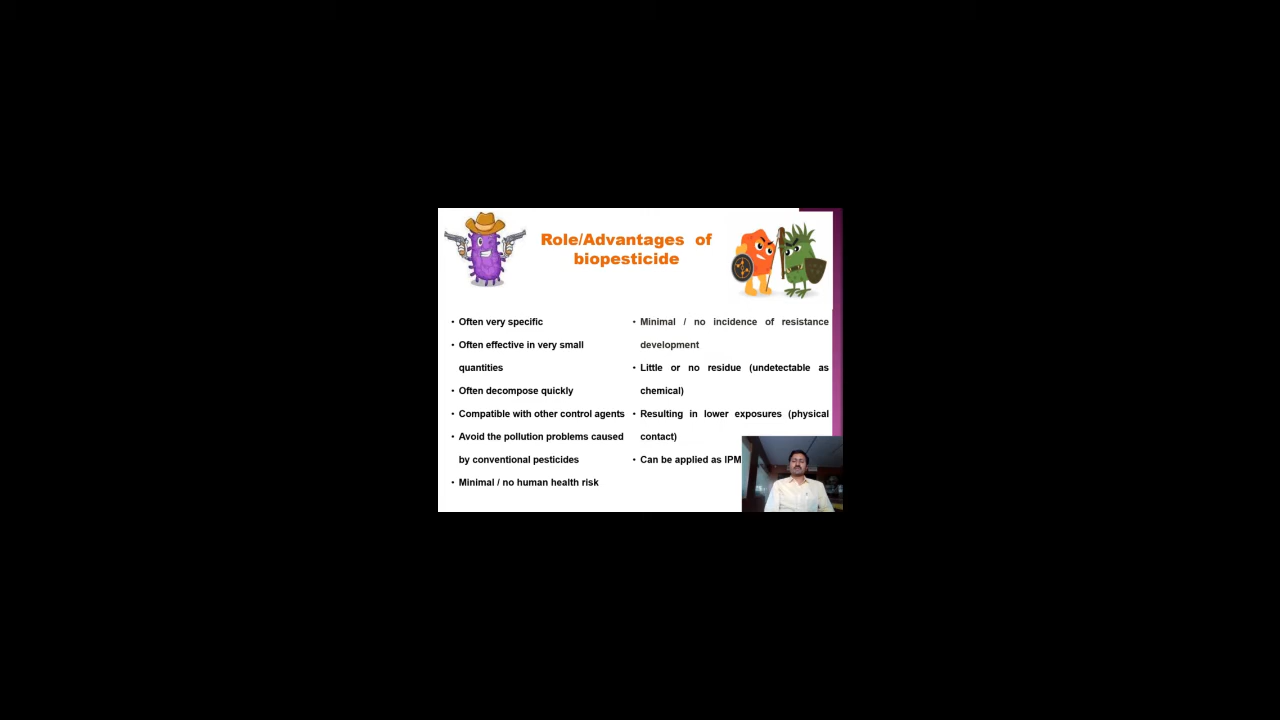 Role/Advantages of
biopesticide
• Often very specific
• Often effective in very small
quantities
• Often decompose quickly
• Compatible with other control agents
• Avoid the pollution problems caused
by conventional pesticides
• Minimal / no human health risk
• Minimal / no incidence of resistance
development
• Little or no residue (undetectable as
chemical)
• Resulting in lower exposures (physical
contact)
• Can be applied as IPM